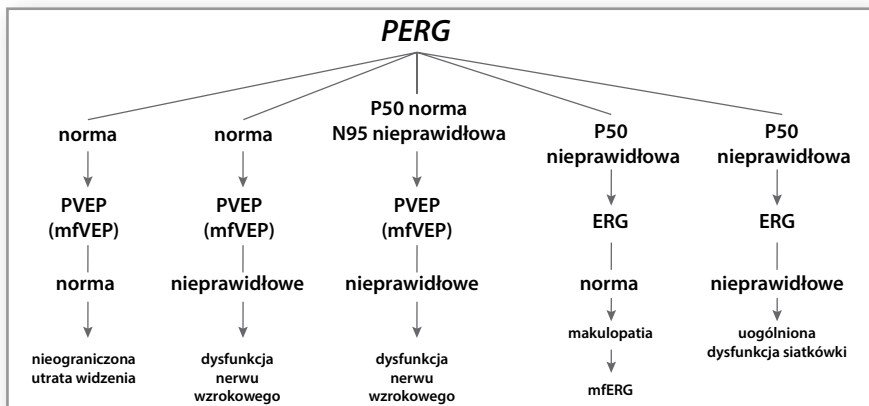 PERG
norma
PVEP
(mfVEP)
norma
nieograniczona
utrata widzenia
norma
PVEP
(mfVEP)
nieprawidłowe
dysfunkcja
nerwu
wzrokowego
P50 norma
N95 nieprawidłowa
PVEP
(mfVEP)
nieprawidłowe
dysfunkcja
nerwu
wzrokowego
P50
nieprawidłowa
ERG
norma
makulopatia
mfERG
P50
nieprawidłowa
ERG
nieprawidłowe
uogólniona
dysfunkcja siatkówki